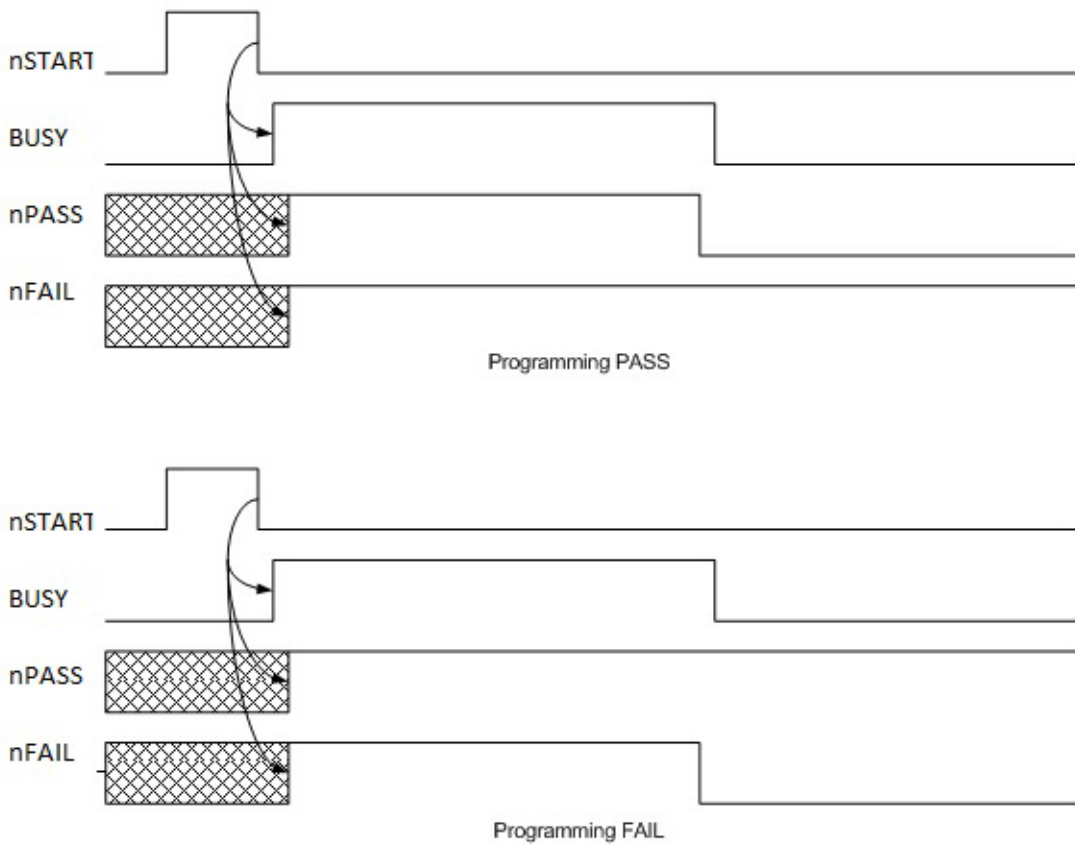 nSTART
BUSY
nPASS
nFAIL
Programming PASS
nSTART
BUSY
nPASS
nFAIL
Programming FAIL